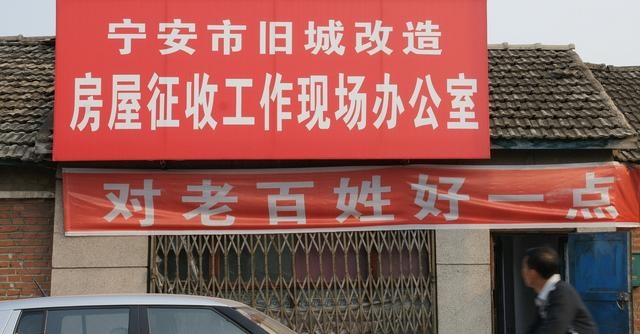 宁安市旧城改造
房屋征收工作现场办公室
对老百姓好一点